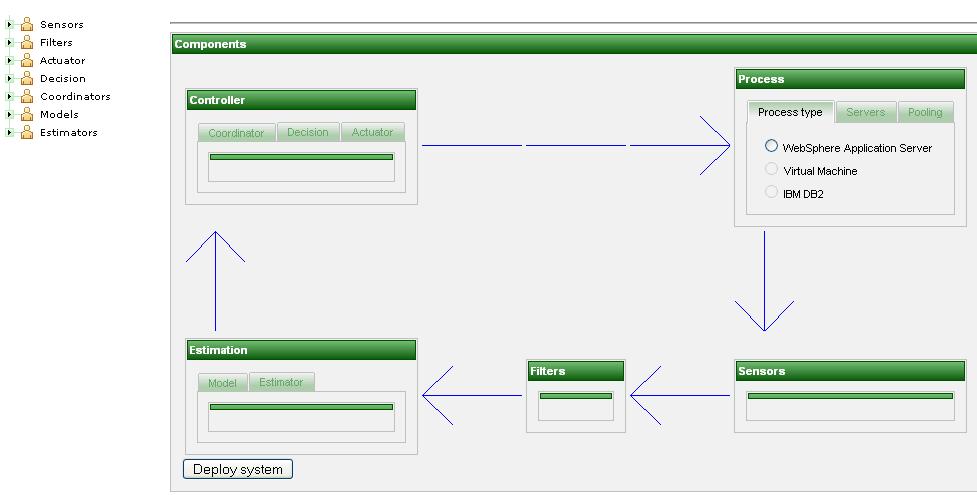 Sensors
Filters
Actuator
Decision
Coordinators
Models
Estimators
Components
Controller
Coordinator Decision Actuator
Process
Process type Servers Pooling
WebSphere Application Server
Virtual Machine
IBM DB2
Estimation
Model Estimator
Filters
Sensors
Deploy system